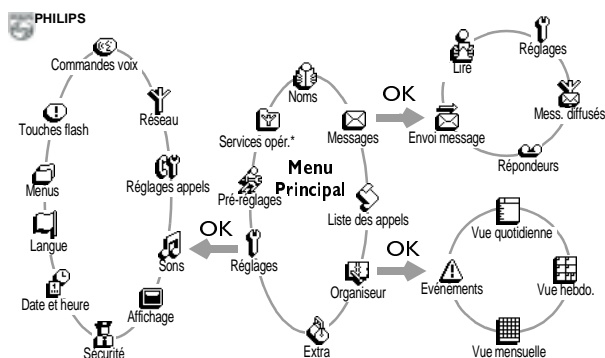 PHILIPS
Commandes voix
Touches flash
Réseau
Menus
Réglages appels
Langue
Sons
Date et heure
Affichage
Sécurité
OK
Noms
Services opér.*
Messages
Menu
Principal
Pré-réglages
Liste des appels
Réglages
Organiseur
Extra
OK
Lire
Réglages
Envoi message
Mess. diffusés
Répondeurs
OK
Vue quotidienne
Evénements
Vue hebdo.
Vue mensuelle